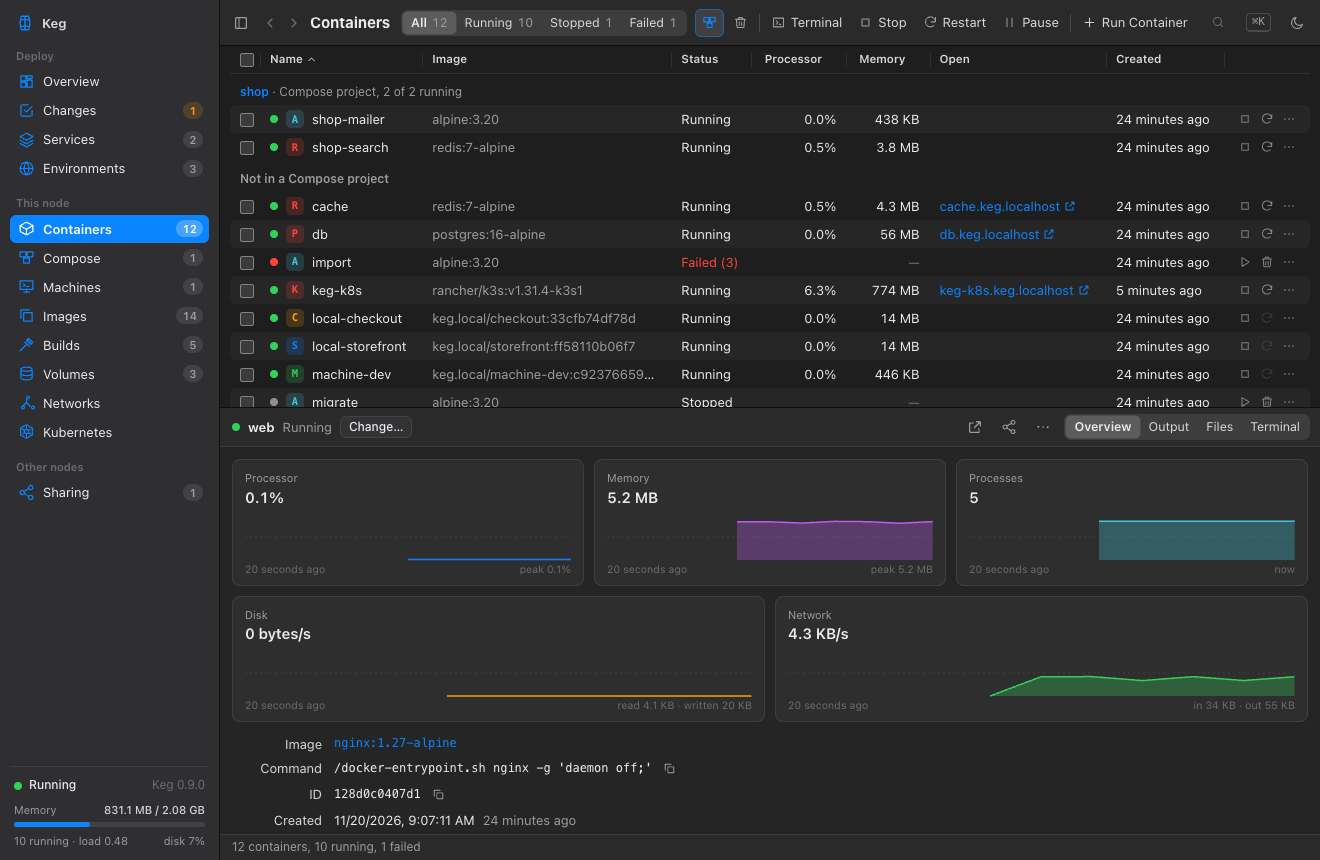 Keg
Deploy
Overview
Changes 1
Services 2
Environments 3
This node
Containers 12
Compose 1
Machines 1
Images 14
Builds 5
Volumes 3
Networks
Kubernetes
Other nodes
Sharing 1
Running Keg 0.9.0
Memory 831.1 MB / 2.08 GB
10 running · load 0.48 disk 7%
Containers All 12 Running 10 Stopped 1 Failed 1 Terminal Stop Restart Pause Run Container ⌘K
Name Image Status Processor Memory Open Created
shop · Compose project, 2 of 2 running
A shop-mailer alpine:3.20 Running 0.0% 438 KB 24 minutes ago
R shop-search redis:7-alpine Running 0.5% 3.8 MB 24 minutes ago
Not in a Compose project
R cache redis:7-alpine Running 0.5% 4.3 MB cache.keg.localhost 24 minutes ago
P db postgres:16-alpine Running 0.0% 56 MB db.keg.localhost 24 minutes ago
A import alpine:3.20 Failed (3) — 24 minutes ago
K keg-k8s rancher/k3s:v1.31.4-k3s1 Running 6.3% 774 MB keg-k8s.keg.localhost 5 minutes ago
C local-checkout keg.local/checkout:33cfb74df78d Running 0.0% 14 MB 24 minutes ago
S local-storefront keg.local/storefront:ff58110b06f7 Running 0.0% 14 MB 24 minutes ago
M machine-dev keg.local/machine-dev:c92376659... Running 0.0% 446 KB 24 minutes ago
A migrate alpine:3.20 Stopped — 24 minutes ago
web Running Change... Overview Output Files Terminal
Processor
0.1%
20 seconds ago peak 0.1%
Memory
5.2 MB
20 seconds ago peak 5.2 MB
Processes
5
20 seconds ago now
Disk
0 bytes/s
20 seconds ago read 4.1 KB · written 20 KB
Network
4.3 KB/s
20 seconds ago in 34 KB · out 55 KB
Image nginx:1.27-alpine
Command /docker-entrypoint.sh nginx -g 'daemon off;'
ID 128d0c0407d1
Created 11/20/2026, 9:07:11 AM 24 minutes ago
12 containers, 10 running, 1 failed